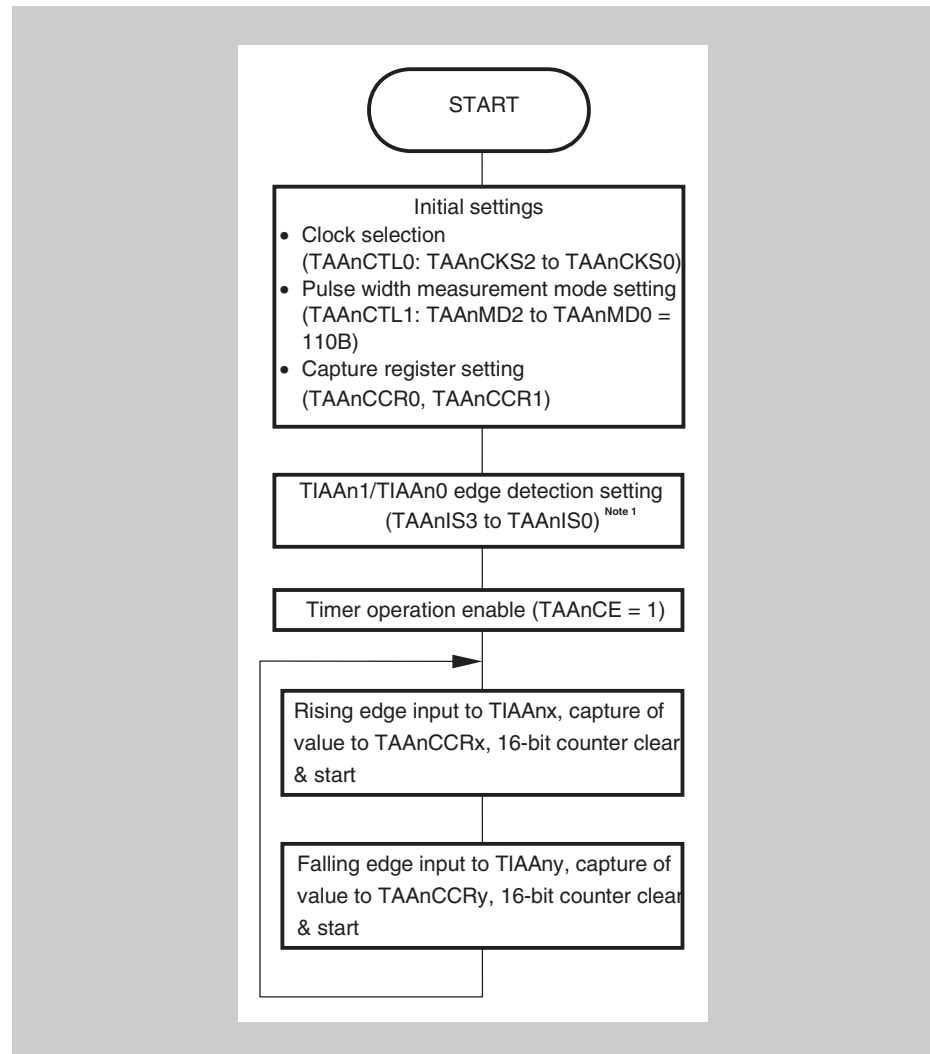 START
Initial settings
• Clock selection
(TAAnCTL0: TAAnCKS2 to TAAnCKS0)
• Pulse width measurement mode setting
(TAAnCTL1: TAAnMD2 to TAAnMD0 =
110B)
• Capture register setting
(TAAnCCR0, TAAnCCR1)
TIAAn1/TIAAn0 edge detection setting
(TAAnIS3 to TAAnIS0) Note 1
Timer operation enable (TAAnCE = 1)
Rising edge input to TIAAnx, capture of
value to TAAnCCRx, 16-bit counter clear
& start
Falling edge input to TIAAny, capture of
value to TAAnCCRy, 16-bit counter clear
& start